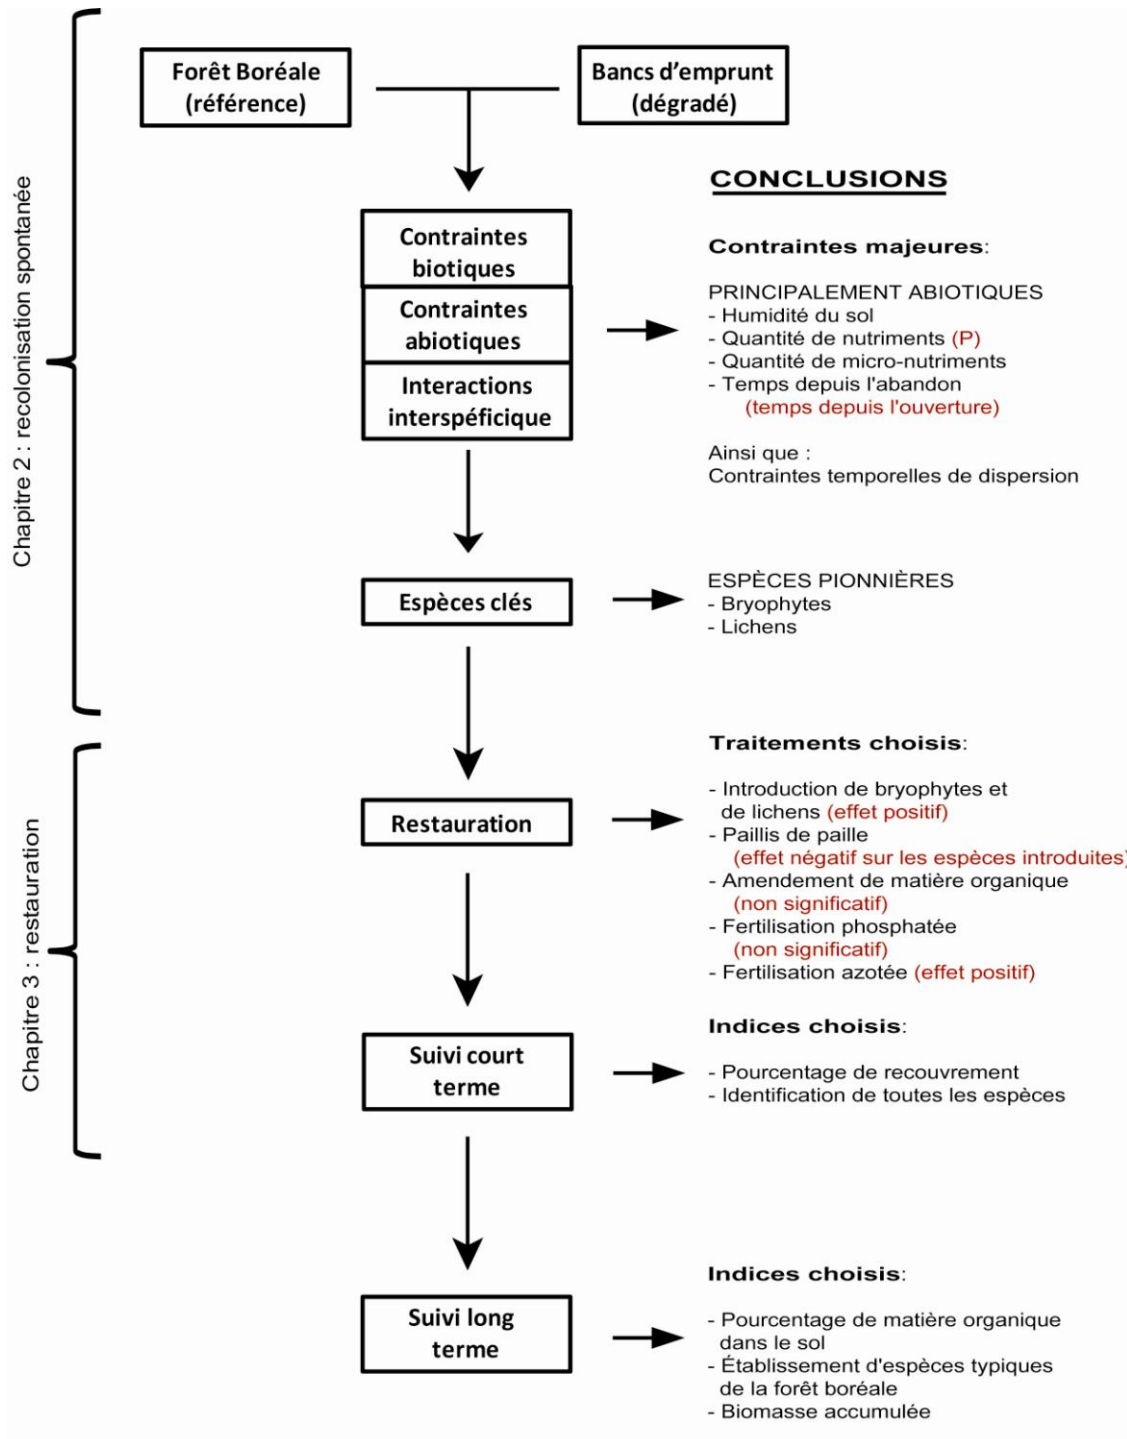 Forêt Boréale
(référence)
Bancs d'emprunt
(dégradé)
Chapitre 2 : recolonisation spontanée
CONCLUSIONS
Contraintes
biotiques
Contraintes
abiotiques
Interactions
interspéficique
Contraintes majeures:
PRINCIPALEMENT ABIOTIQUES
- Humidité du sol
- Quantité de nutriments (P)
- Quantité de micro-nutriments
- Temps depuis l'abandon
(temps depuis l'ouverture)
Ainsi que :
Contraintes temporelles de dispersion
Espèces clés
ESPÈCES PIONNIÈRES
- Bryophytes
- Lichens
Chapitre 3 : restauration
Restauration
Traitements choisis:
- Introduction de bryophytes et
de lichens (effet positif)
- Paillis de paille
(effet négatif sur les espèces introduites)
- Amendement de matière organique
(non significatif)
- Fertilisation phosphatée
(non significatif)
- Fertilisation azotée (effet positif)
Suivi court
terme
Indices choisis:
- Pourcentage de recouvrement
- Identification de toutes les espèces
Suivi long
terme
Indices choisis:
- Pourcentage de matière organique
dans le sol
- Établissement d'espèces typiques
de la forêt boréale
- Biomasse accumulée